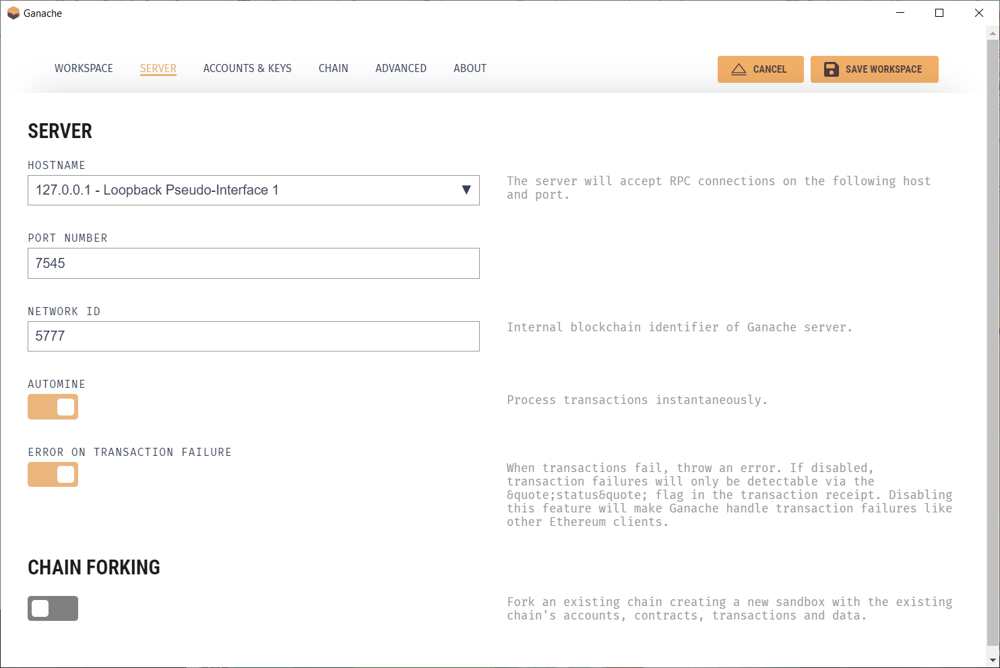 Ganache
WORKSPACE SERVER ACCOUNTS & KEYS CHAIN ADVANCED ABOUT CANCEL SAVE WORKSPACE
SERVER
HOSTNAME
127.0.0.1 - Loopback Pseudo-Interface 1
The server will accept RPC connections on the following host
and port.
PORT NUMBER
7545
NETWORK ID
5777
Internal blockchain identifier of Ganache server.
AUTOMINE
Process transactions instantaneously.
ERROR ON TRANSACTION FAILURE
When transactions fail, throw an error. If disabled,
transaction failures will only be detectable via the
&quote;status&quote; flag in the transaction receipt. Disabling
this feature will make Ganache handle transaction failures like
other Ethereum clients.
CHAIN FORKING
Fork an existing chain creating a new sandbox with the existing
chain's accounts, contracts, transactions and data.